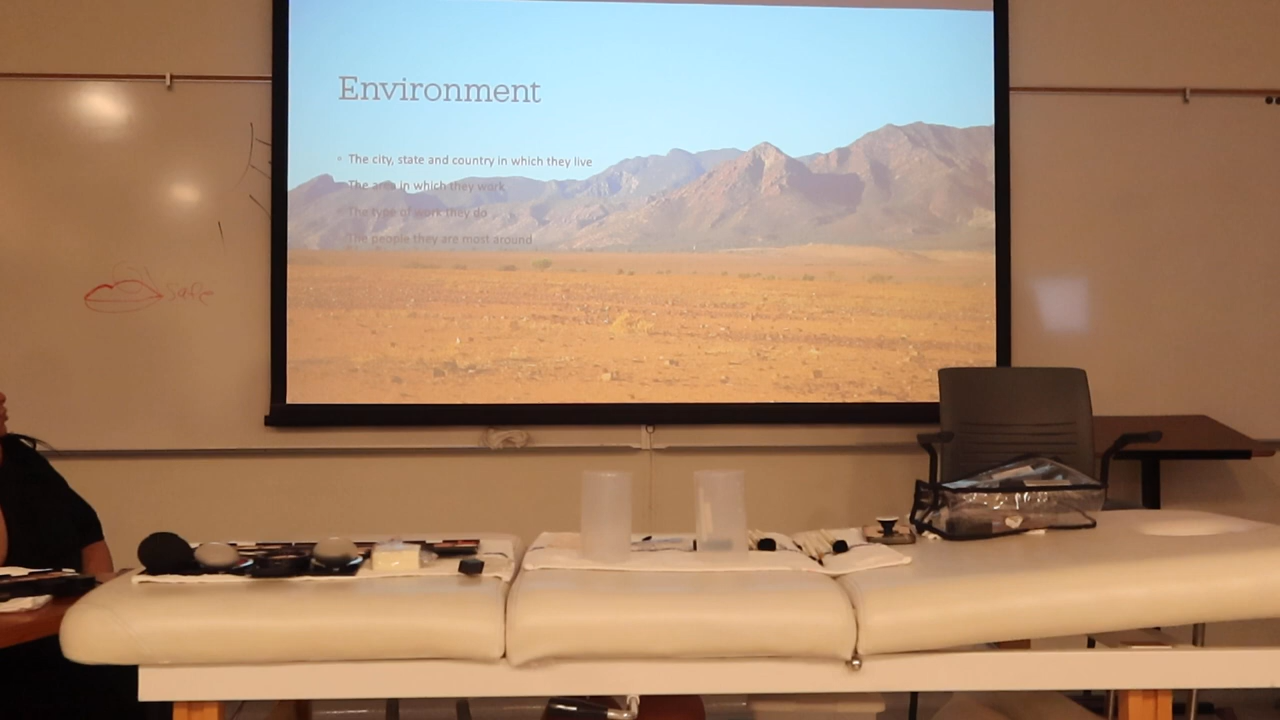 Environment
The city, state and country in which they live
The area in which they work
The type of work they do
The people they are most around
safe